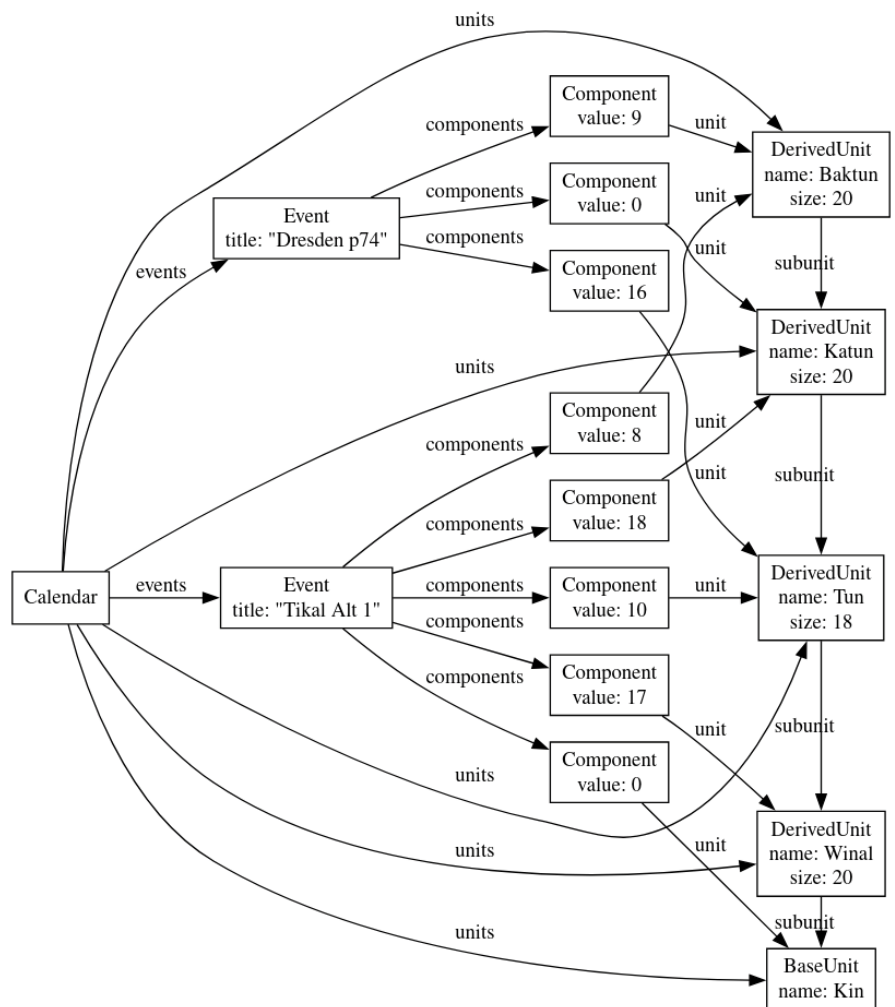 units
Component
value: 9
components
unit
DerivedUnit
name: Baktun
size: 20
Component
value: 0
components
unit
Event
title: "Dresden p74"
components
unit
subunit
events
Component
value: 16
DerivedUnit
name: Katun
size: 20
units
Component
value: 8
unit
components
subunit
unit
Component
value: 18
components
Calendar
events
Event
title: "Tikal Alt 1"
components
Component
value: 10
unit
DerivedUnit
name: Tun
size: 18
components
components
Component
value: 17
unit
subunit
Component
value: 0
units
unit
DerivedUnit
name: Winal
size: 20
units
subunit
units
BaseUnit
name: Kin